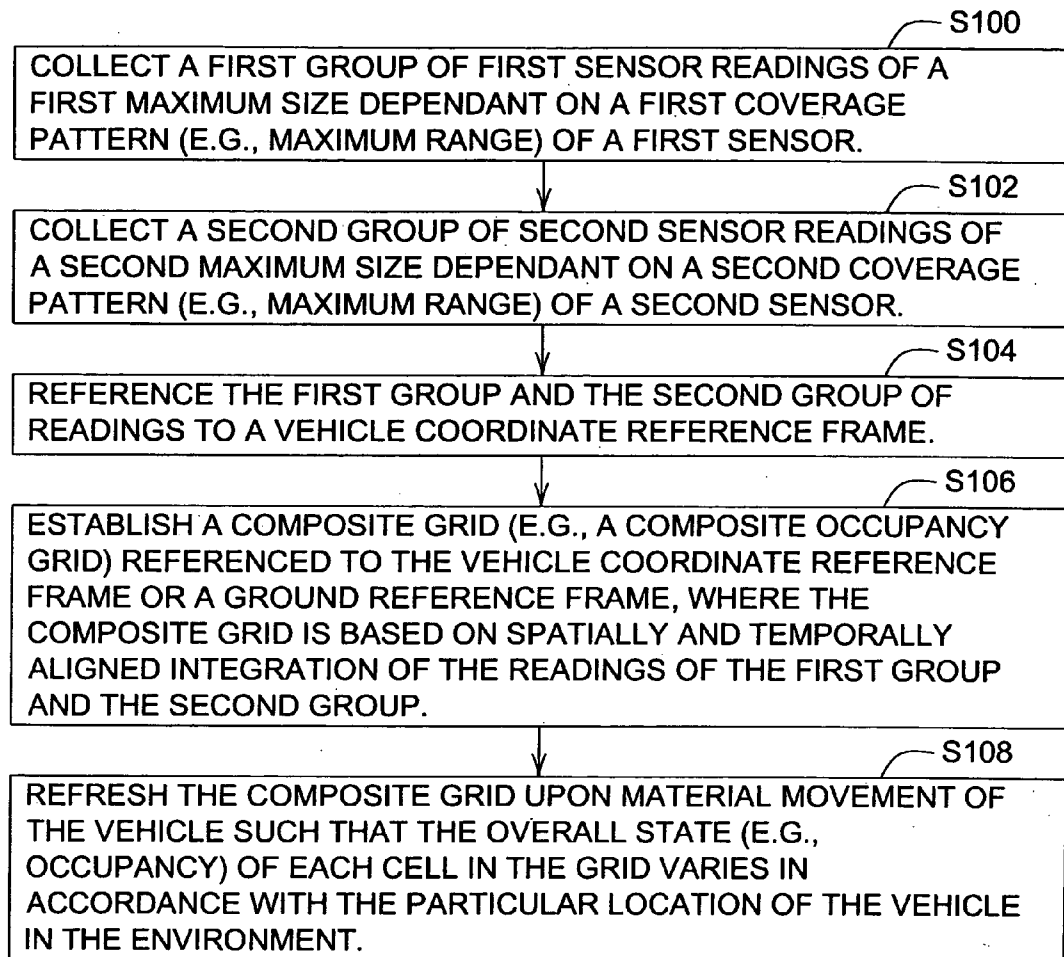 S100
COLLECT A FIRST GROUP OF FIRST SENSOR READINGS OF A
FIRST MAXIMUM SIZE DEPENDANT ON A FIRST COVERAGE
PATTERN (E.G., MAXIMUM RANGE) OF A FIRST SENSOR.
S102
COLLECT A SECOND GROUP OF SECOND SENSOR READINGS OF
A SECOND MAXIMUM SIZE DEPENDANT ON A SECOND COVERAGE
PATTERN (E.G., MAXIMUM RANGE) OF A SECOND SENSOR.
S104
REFERENCE THE FIRST GROUP AND THE SECOND GROUP OF
READINGS TO A VEHICLE COORDINATE REFERENCE FRAME.
S106
ESTABLISH A COMPOSITE GRID (E.G., A COMPOSITE OCCUPANCY
GRID) REFERENCED TO THE VEHICLE COORDINATE REFERENCE
FRAME OR A GROUND REFERENCE FRAME, WHERE THE
COMPOSITE GRID IS BASED ON SPATIALLY AND TEMPORALLY
ALIGNED INTEGRATION OF THE READINGS OF THE FIRST GROUP
AND THE SECOND GROUP.
S108
REFRESH THE COMPOSITE GRID UPON MATERIAL MOVEMENT OF
THE VEHICLE SUCH THAT THE OVERALL STATE (E.G.,
OCCUPANCY) OF EACH CELL IN THE GRID VARIES IN
ACCORDANCE WITH THE PARTICULAR LOCATION OF THE VEHICLE
IN THE ENVIRONMENT.